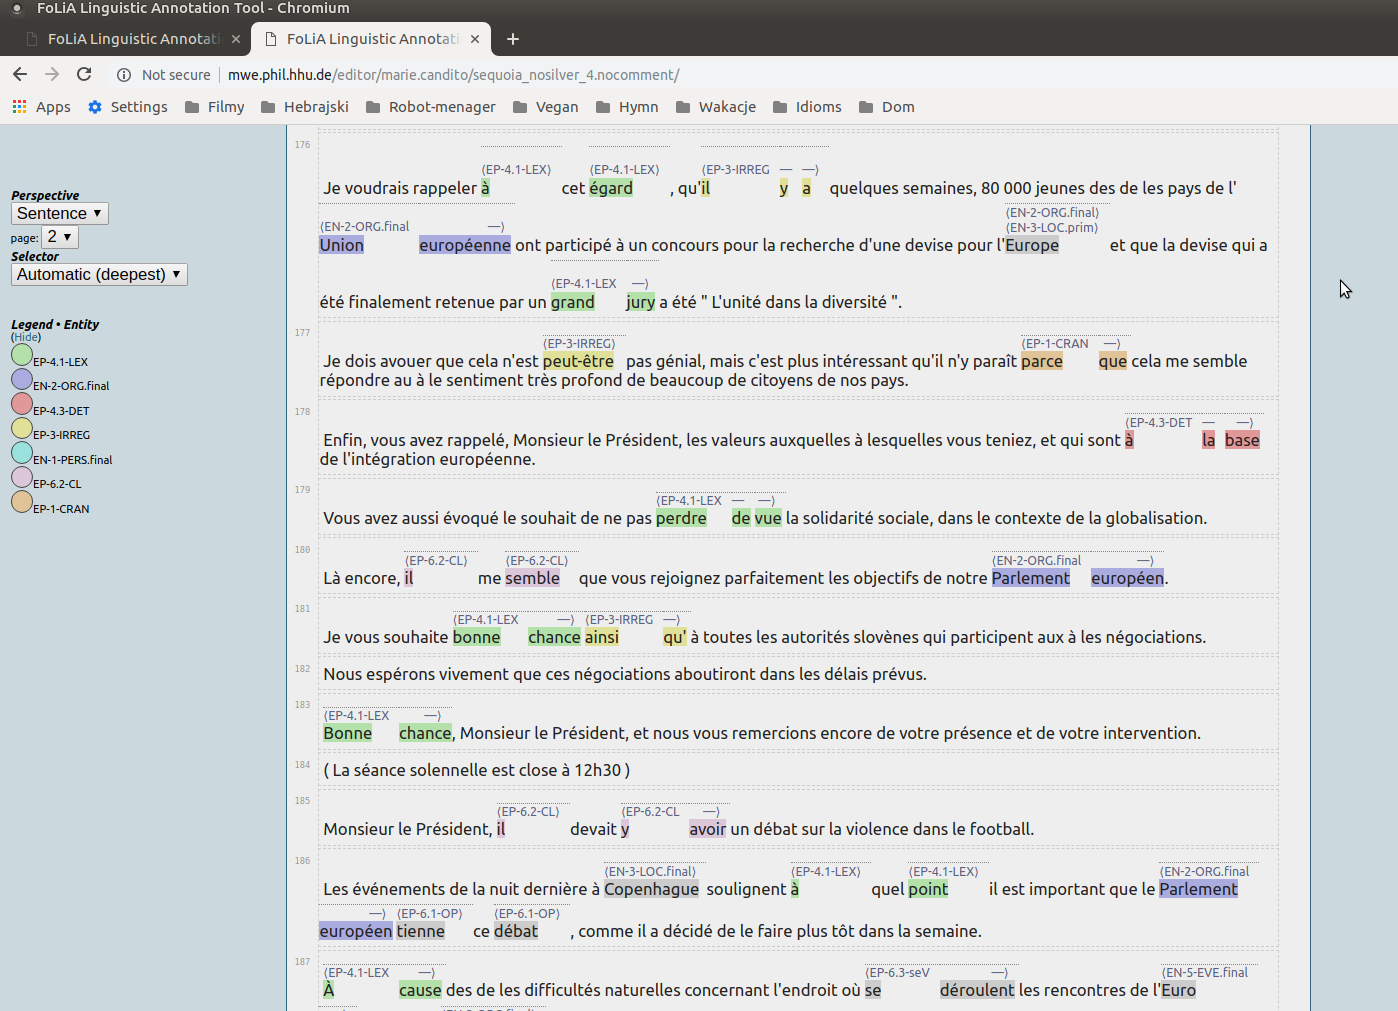 FoLiA Linguistic Annotation Tool - Chromium
FoLiA Linguistic Annotati × FoLiA Linguistic Annotati × +
Not secure | mwe.phil.hhu.de/editor/marie.candito/sequoia_nosilver_4.nocomment/
Apps Settings Filmy Hebrajski Robot-menager Vegan Hymn Wakacje Idioms Dom
Perspective
Sentence ▼
page: 2 ▼
Selector
Automatic (deepest) ▼
Legend • Entity
(Hide)
EP-4.1-LEX
EN-2-ORG.final
EP-4.3-DET
EP-3-IRREG
EN-1-PERS.final
EP-6.2-CL
EP-1-CRAN
176
⟨EP-4.1-LEX⟩ ⟨EP-4.1-LEX⟩ ⟨EP-3-IRREG — —⟩
Je voudrais rappeler à cet égard , qu'il y a quelques semaines, 80 000 jeunes des de les pays de l'
⟨EN-2-ORG.final⟩
⟨EN-2-ORG.final —⟩ ⟨EN-3-LOC.prim⟩
Union européenne ont participé à un concours pour la recherche d'une devise pour l'Europe et que la devise qui a
⟨EP-4.1-LEX —⟩
été finalement retenue par un grand jury a été " L'unité dans la diversité ".
177
⟨EP-3-IRREG⟩ ⟨EP-1-CRAN —⟩
Je dois avouer que cela n'est peut-être pas génial, mais c'est plus intéressant qu'il n'y paraît parce que cela me semble
répondre au à le sentiment très profond de beaucoup de citoyens de nos pays.
178
⟨EP-4.3-DET — —⟩
Enfin, vous avez rappelé, Monsieur le Président, les valeurs auxquelles à lesquelles vous teniez, et qui sont à la base
de l'intégration européenne.
179
⟨EP-4.1-LEX — —⟩
Vous avez aussi évoqué le souhait de ne pas perdre de vue la solidarité sociale, dans le contexte de la globalisation.
180
⟨EP-6.2-CL⟩ ⟨EP-6.2-CL⟩ ⟨EN-2-ORG.final —⟩
Là encore, il me semble que vous rejoignez parfaitement les objectifs de notre Parlement européen.
181
⟨EP-4.1-LEX —⟩ ⟨EP-3-IRREG —⟩
Je vous souhaite bonne chance ainsi qu' à toutes les autorités slovènes qui participent aux à les négociations.
182
Nous espérons vivement que ces négociations aboutiront dans les délais prévus.
183
⟨EP-4.1-LEX —⟩
Bonne chance, Monsieur le Président, et nous vous remercions encore de votre présence et de votre intervention.
184
( La séance solennelle est close à 12h30 )
185
⟨EP-6.2-CL⟩ ⟨EP-6.2-CL —⟩
Monsieur le Président, il devait y avoir un débat sur la violence dans le football.
186
⟨EN-3-LOC.final⟩ ⟨EP-4.1-LEX⟩ ⟨EP-4.1-LEX⟩ ⟨EN-2-ORG.final
Les événements de la nuit dernière à Copenhague soulignent à quel point il est important que le Parlement
—⟩ ⟨EP-6.1-OP⟩ ⟨EP-6.1-OP⟩
européen tienne ce débat , comme il a décidé de le faire plus tôt dans la semaine.
187
⟨EP-4.1-LEX —⟩ ⟨EP-6.3-seV —⟩ ⟨EN-5-EVE.final
À cause des de les difficultés naturelles concernant l'endroit où se déroulent les rencontres de l'Euro